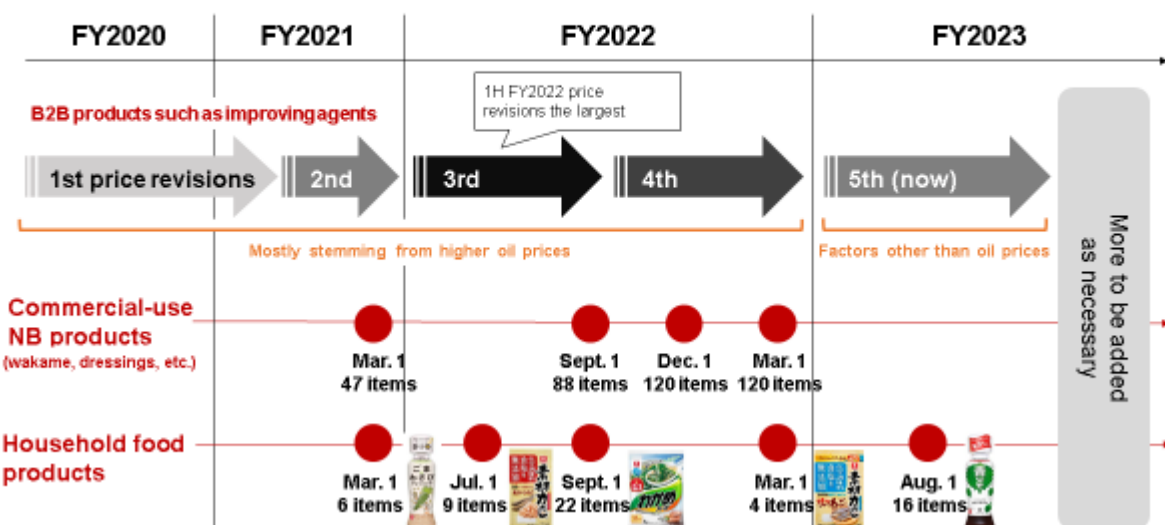 FY2020
FY2021
FY2022
FY2023
1H FY2022 price
revisions the largest
B2B products such as improving agents
1st price revisions
2nd
3rd
4th
5th (now)
Mostly stemming from higher oil prices
Factors other than oil prices
More to be added
as necessary
Commercial-use
NB products
(wakame, dressings, etc.)
Mar. 1
47 items
Sept. 1
88 items
Dec. 1
120 items
Mar. 1
120 items
Household food
products
Mar. 1
6 items
Jul. 1
9 items
Sept. 1
22 items
Mar. 1
4 items
Aug. 1
16 items
わかめ